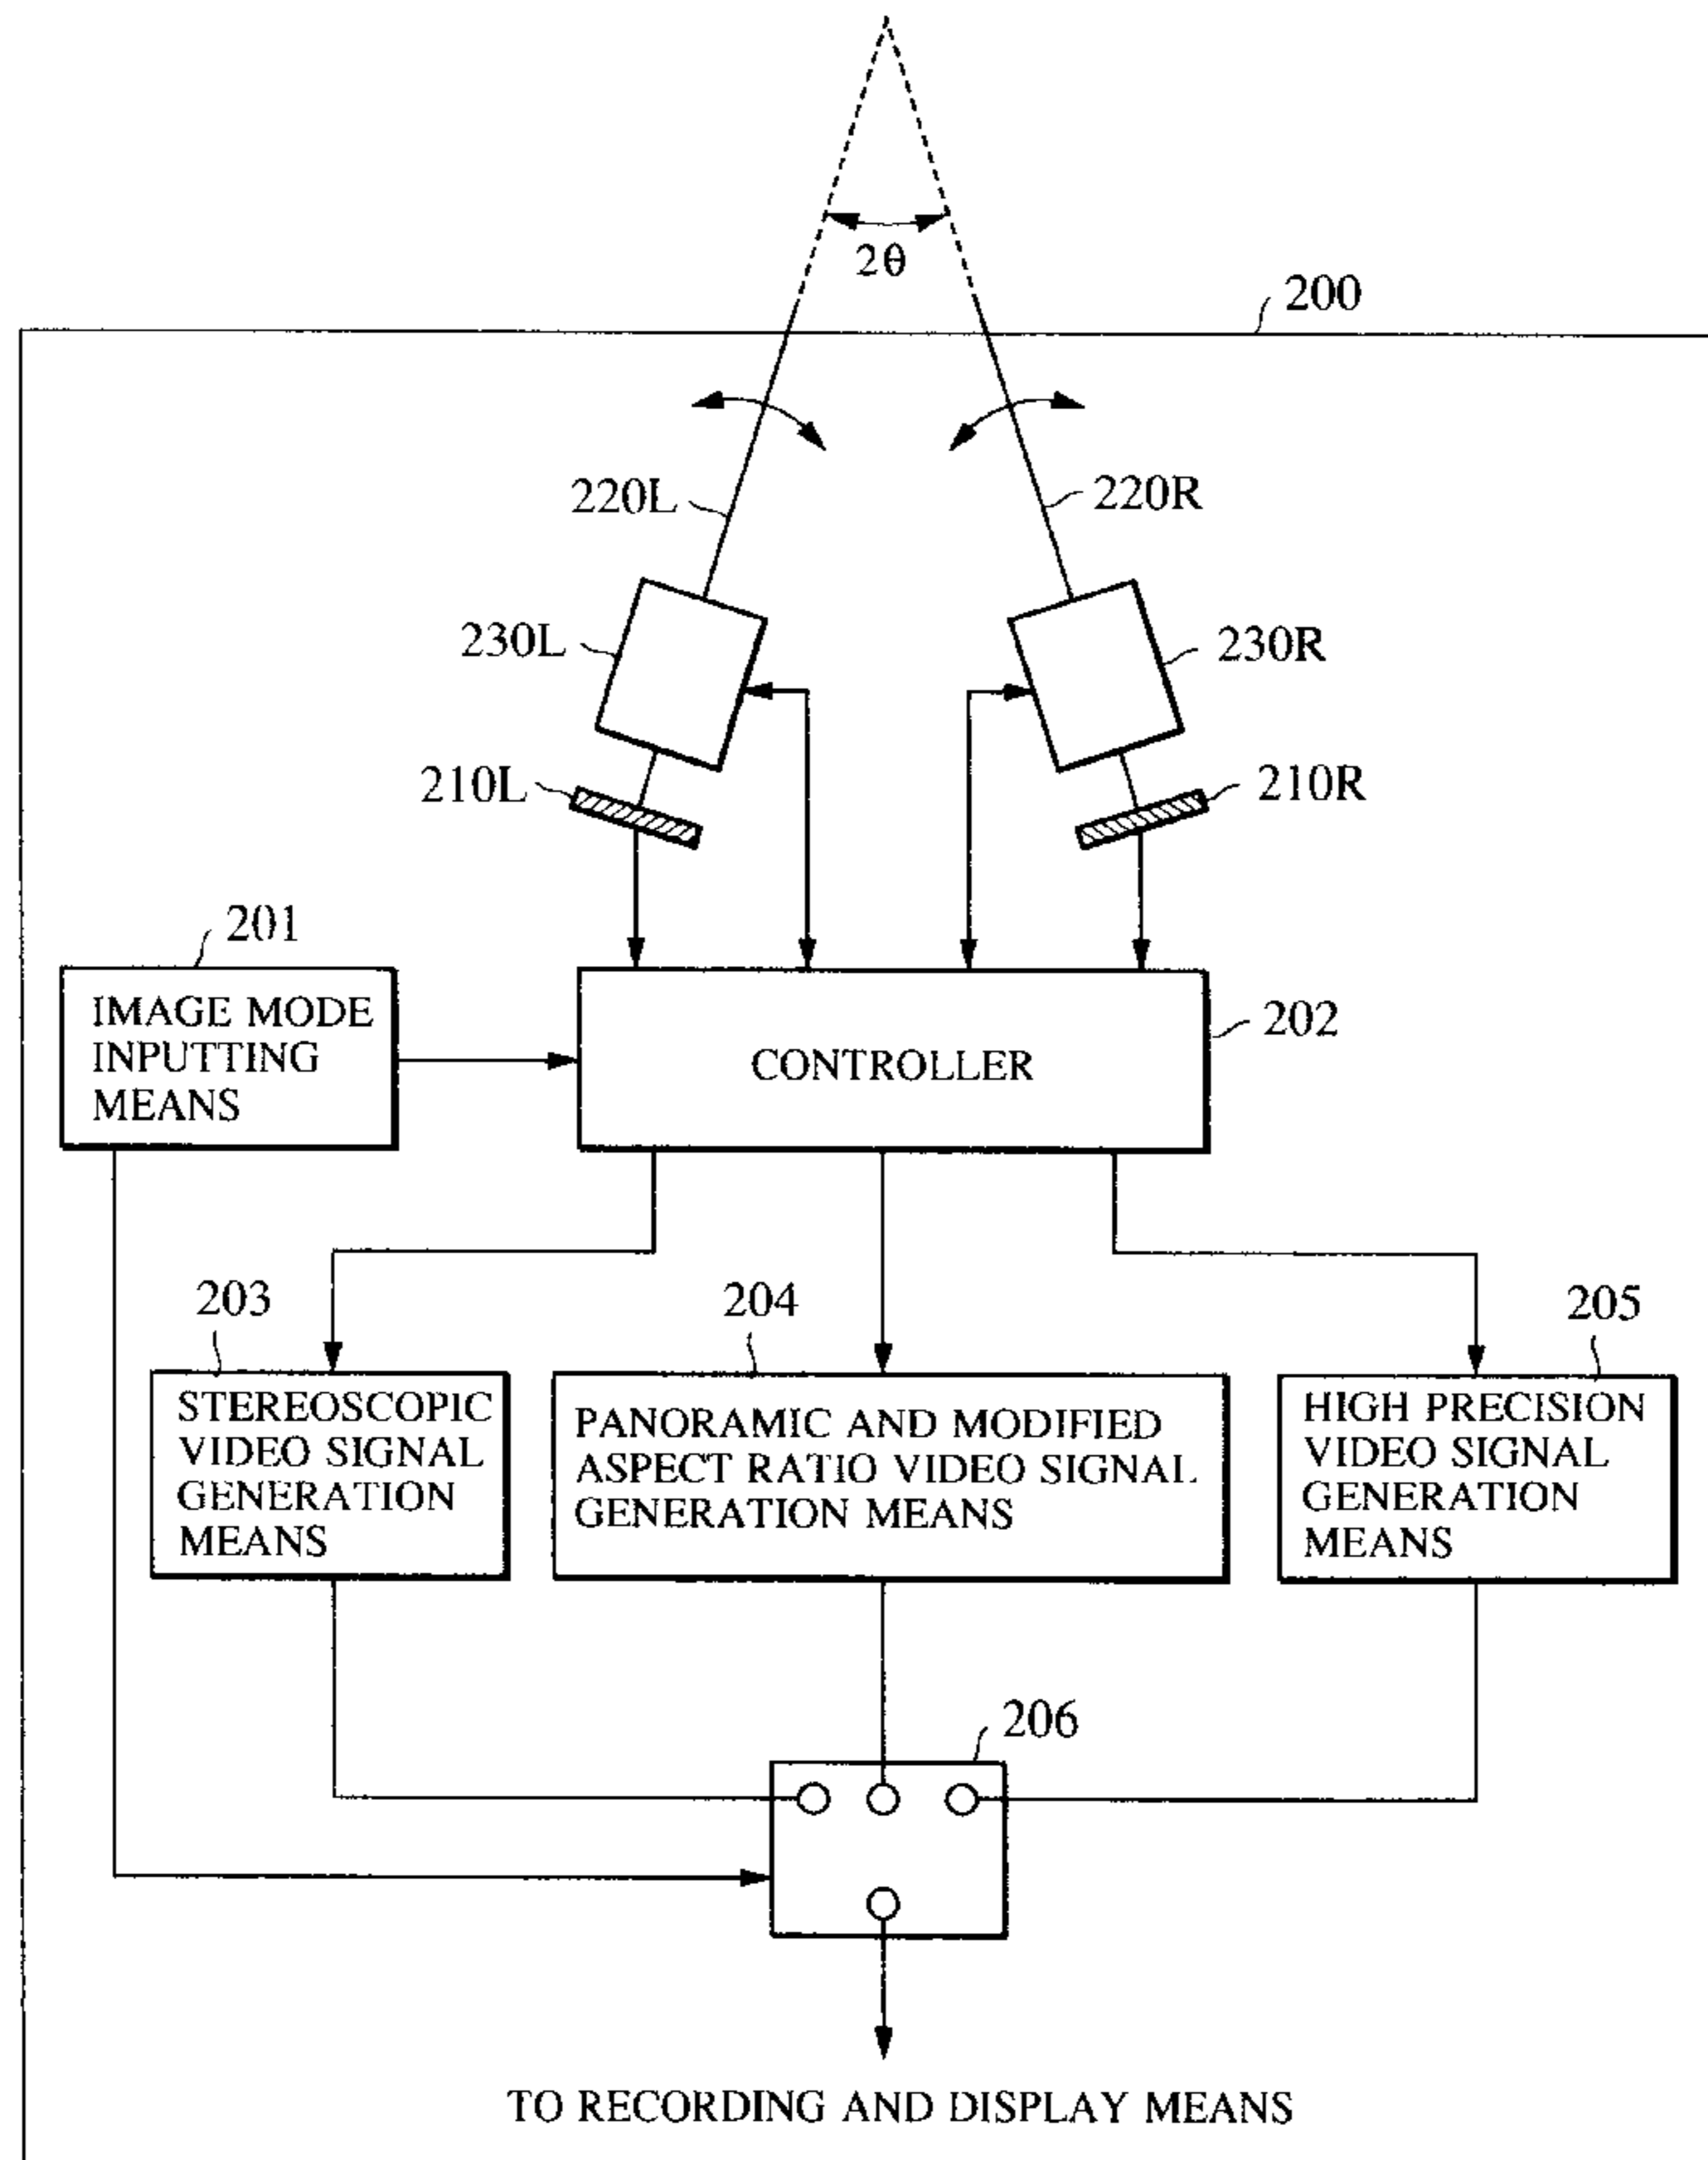 2θ
200
220L
220R
230L
230R
210L
210R
201
IMAGE MODE
INPUTTING
MEANS
CONTROLLER
202
203
STEREOSCOPIC
VIDEO SIGNAL
GENERATION
MEANS
204
PANORAMIC AND MODIFIED
ASPECT RATIO VIDEO SIGNAL
GENERATION MEANS
205
HIGH PRECISION
VIDEO SIGNAL
GENERATION
MEANS
206
TO RECORDING AND DISPLAY MEANS